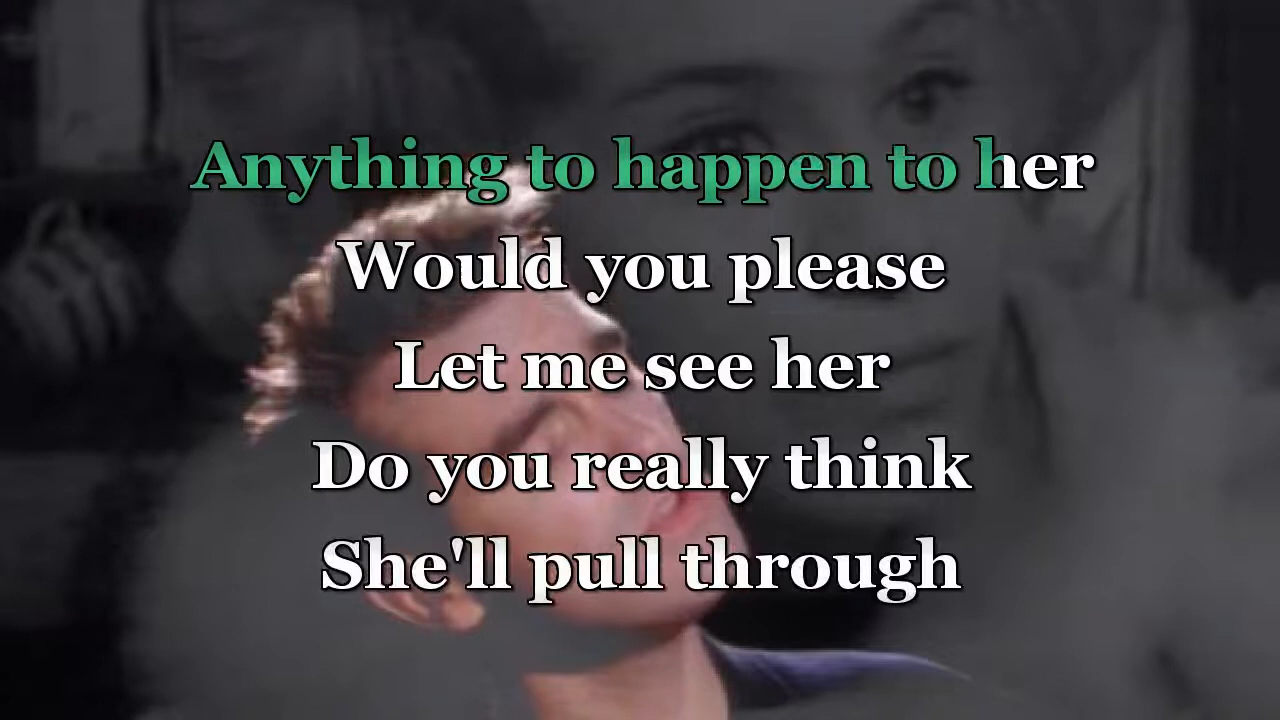 Anything to happen to her
Would you please
Let me see her
Do you really think
She'll pull through